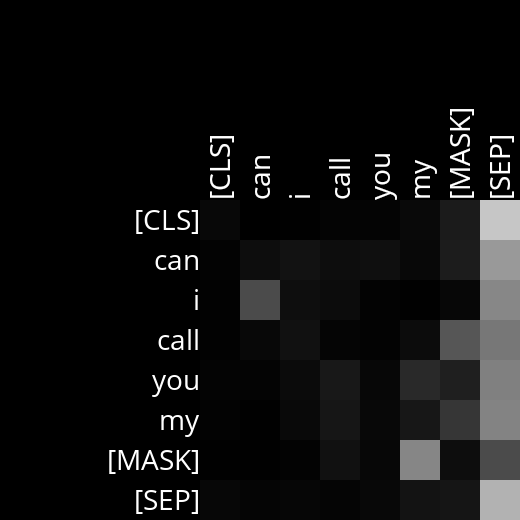 [CLS] can i call you my [MASK] [SEP]
[CLS]
can
i
call
you
my
[MASK]
[SEP]